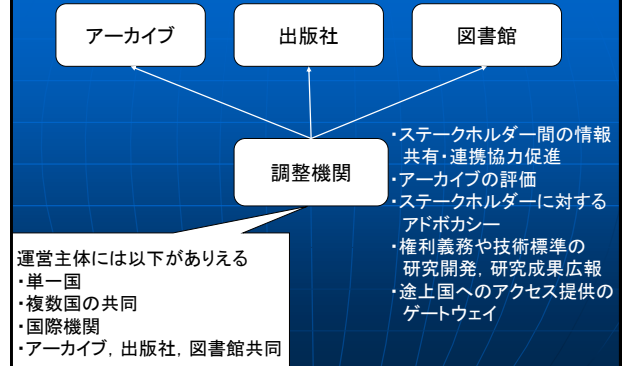 アーカイブ
出版社
図書館
調整機関
・ステークホルダー間の情報
共有・連携協力促進
・アーカイブの評価
・ステークホルダーに対する
アドボカシー
・権利義務や技術標準の
研究開発，研究成果広報
・途上国へのアクセス提供の
ゲートウェイ
運営主体には以下がありえる
・単一国
・複数国の共同
・国際機関
・アーカイブ，出版社，図書館共同